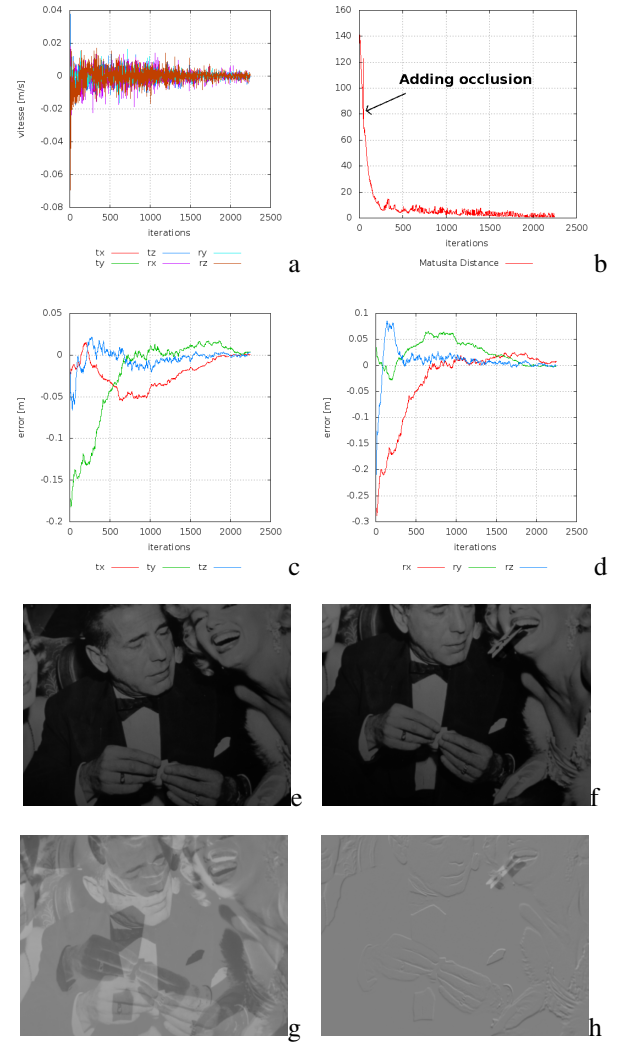 0.04
0.02
0
-0.02
-0.04
-0.06
-0.08
vitesse [m/s]
0 500 1000 1500 2000 2500
iterations
tx tz ry
ty rx rz
a
160
140
120
100
80
60
40
20
0
Adding occlusion
0 500 1000 1500 2000 2500
iterations
Matusita Distance
b
0.05
0
-0.05
-0.1
-0.15
-0.2
error [m]
0 500 1000 1500 2000 2500
iterations
tx ty tz
c
0.1
0.05
0
-0.05
-0.1
-0.15
-0.2
-0.25
-0.3
error [m]
0 500 1000 1500 2000 2500
iterations
rx ry rz
d
e
f
g
h